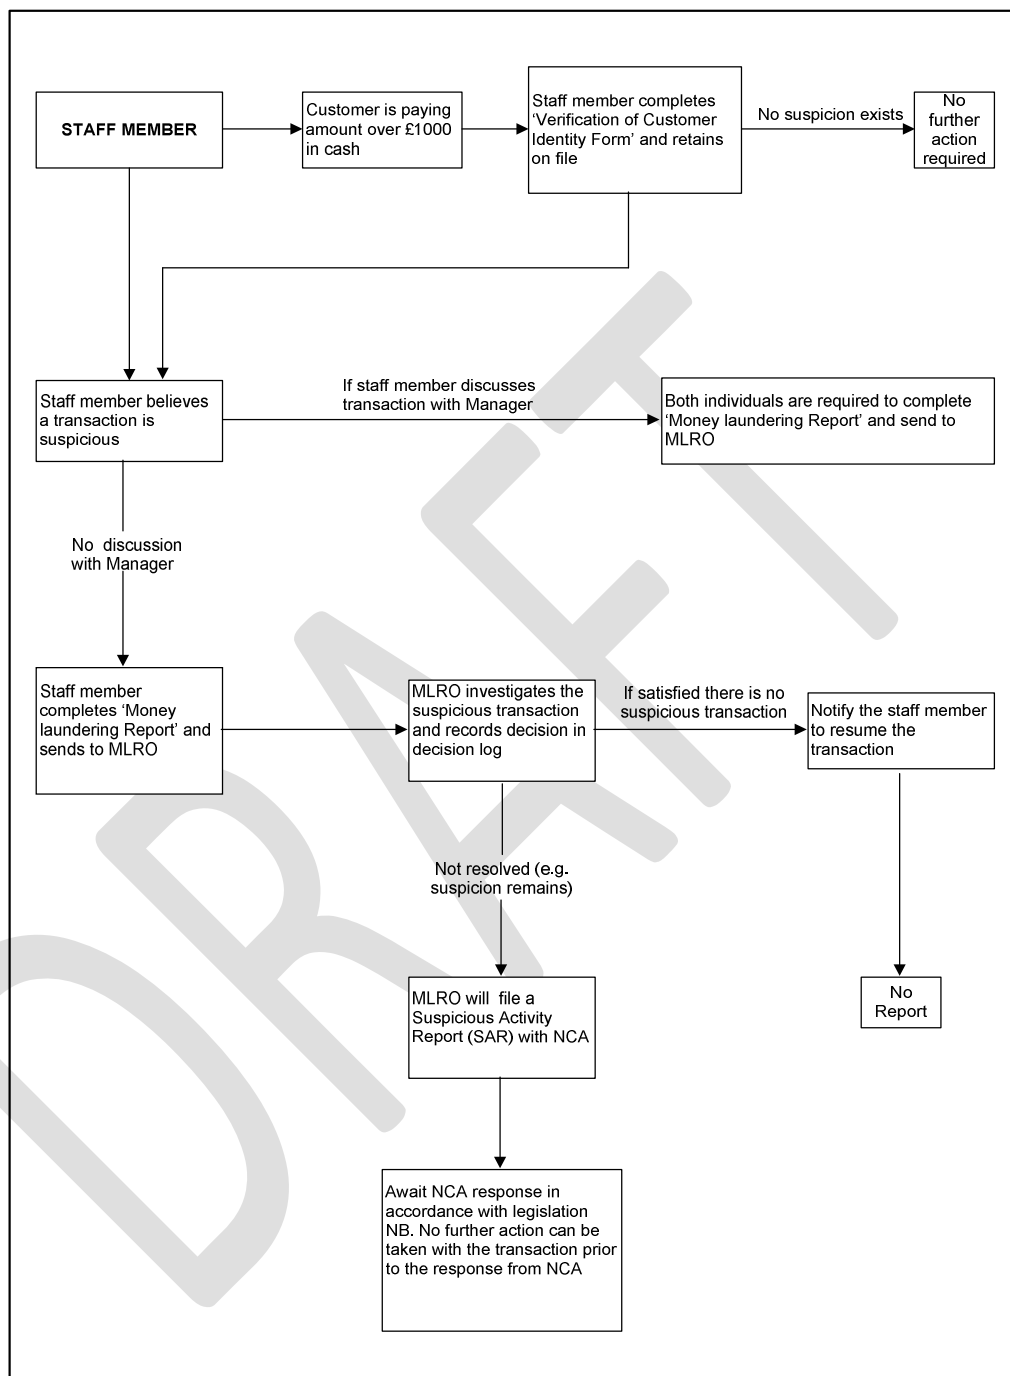 STAFF MEMBER
Customer is paying
amount over £1000
in cash
Staff member completes
‘Verification of Customer
Identity Form’ and retains
on file
No suspicion exists
No
further
action
required
Staff member believes
a transaction is
suspicious
If staff member discusses
transaction with Manager
Both individuals are required to complete
‘Money laundering Report’ and send to
MLRO
No discussion
with Manager
Staff member
completes ‘Money
laundering Report’ and
sends to MLRO
MLRO investigates the
suspicious transaction
and records decision in
decision log
If satisfied there is no
suspicious transaction
Notify the staff member
to resume the
transaction
Not resolved (e.g.
suspicion remains)
MLRO will file a
Suspicious Activity
Report (SAR) with NCA
No
Report
Await NCA response in
accordance with legislation
NB. No further action can be
taken with the transaction prior
to the response from NCA
DRAFT